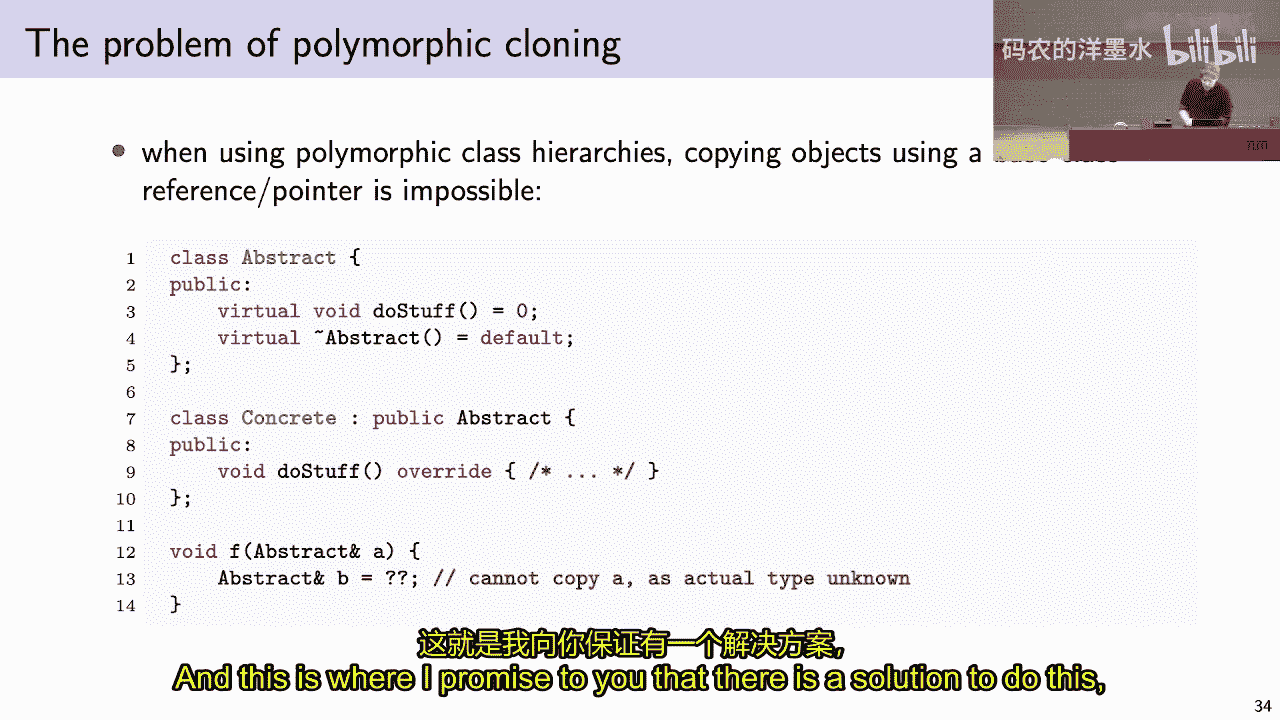 The problem of polymorphic cloning
码农的洋墨水 bilibili
when using polymorphic class hierarchies, copying objects using a base class
reference/pointer is impossible:
1 class Abstract {
2 public:
3 virtual void doStuff() = 0;
4 virtual ~Abstract() = default;
5 };
6
7 class Concrete : public Abstract {
8 public:
9 void doStuff() override { /* ... */ }
10 };
11
12 void f(Abstract& a) {
13 Abstract& b = ??; // cannot copy a, as actual type unknown
14 }
这就是我向你保证有一个解决方案,
And this is where I promise to you that there is a solution to do this,
34